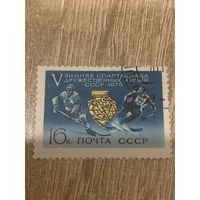 V ЗИМНЯЯ СПАРТАКИАДА
ДРУЖЕСТВЕННЫХ АРМИЙ
СССР-1975
16к ПОЧТА СССР